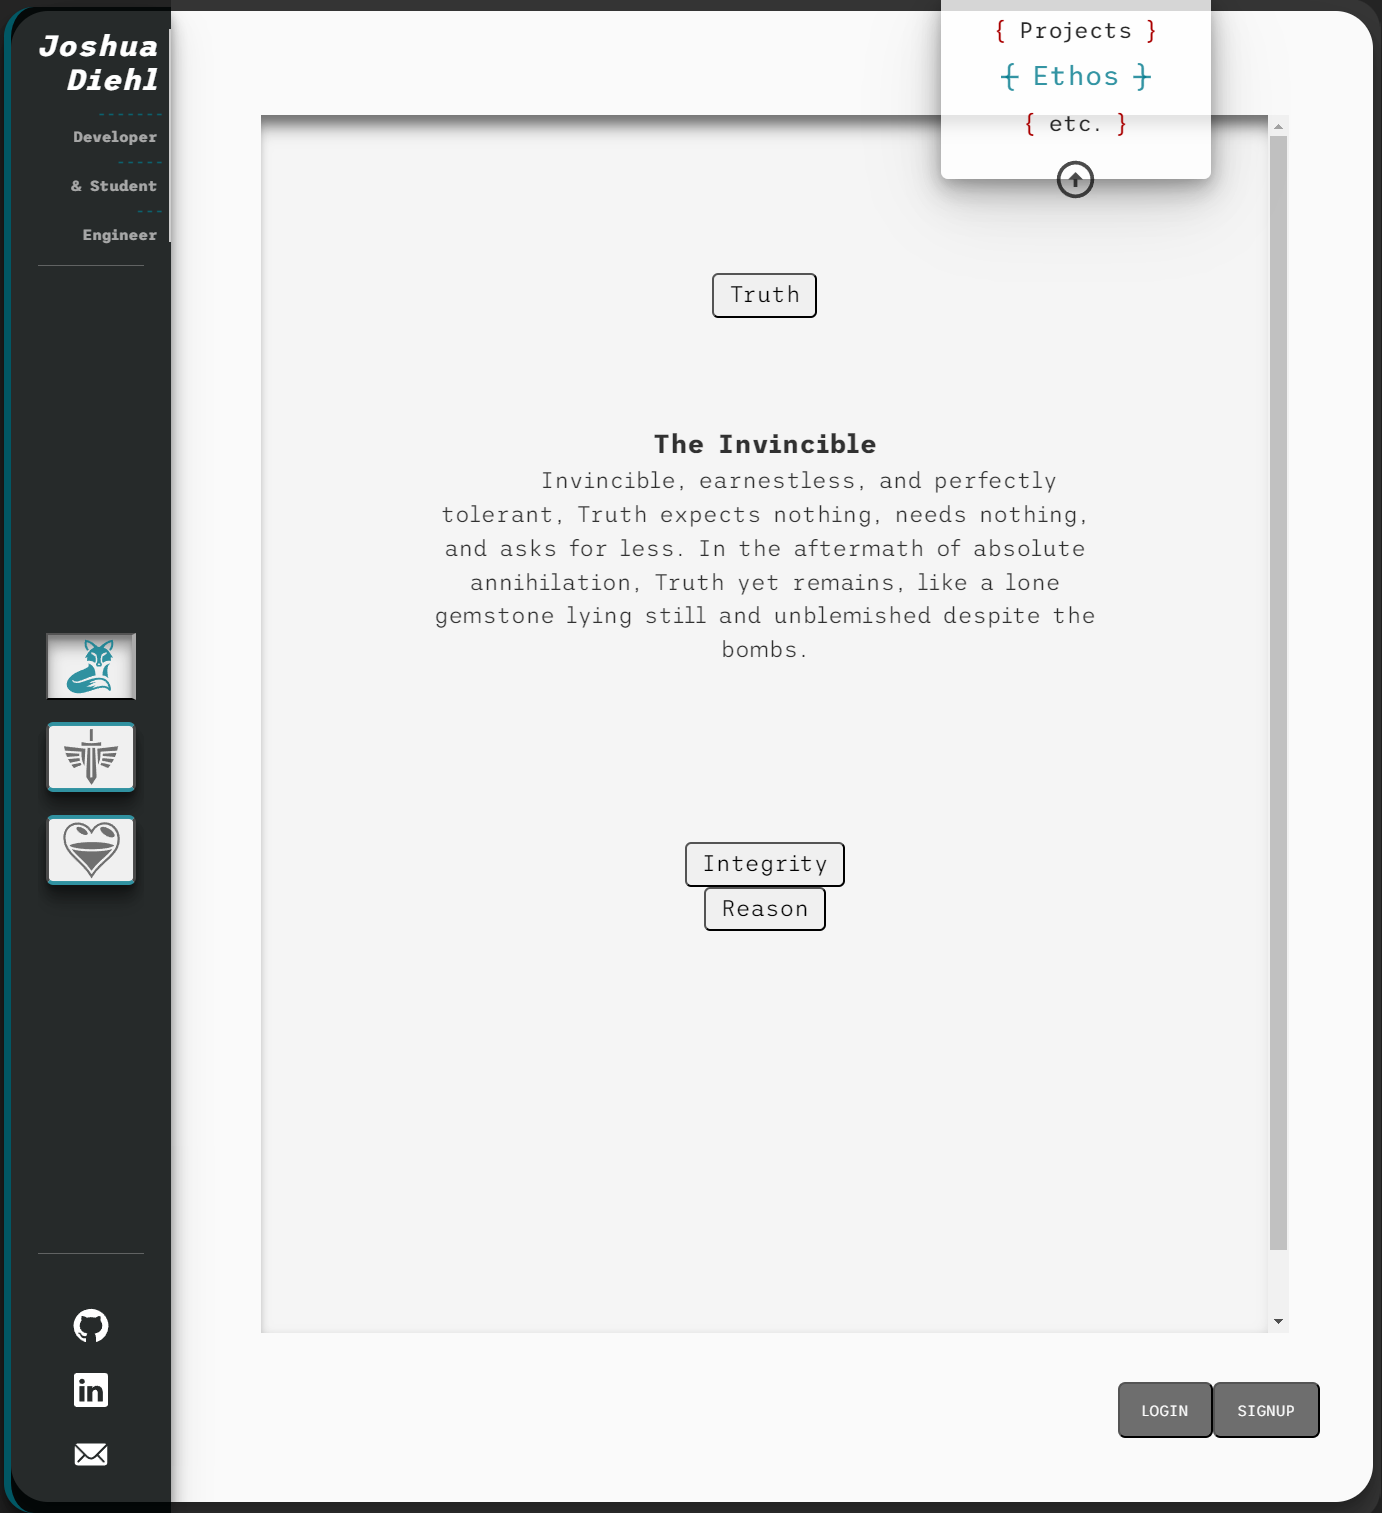 Joshua
Diehl
Developer
& Student
Engineer
{ Projects }
{ Ethos }
{ etc. }
Truth
The Invincible
Invincible, earnestless, and perfectly
tolerant, Truth expects nothing, needs nothing,
and asks for less. In the aftermath of absolute
annihilation, Truth yet remains, like a lone
gemstone lying still and unblemished despite the
bombs.
Integrity
Reason
in
LOGIN
SIGNUP